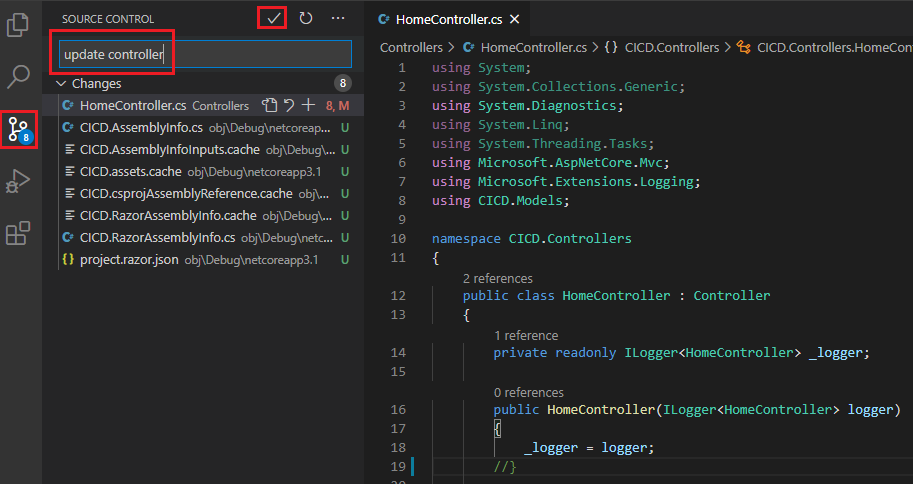 SOURCE CONTROL
update controller
Changes 8
HomeController.cs Controllers 8, M
CICD.AssemblyInfo.cs obj\Debug\netcoreap... U
CICD.AssemblyInfoInputs.cache obj\Debug\... U
CICD.assets.cache obj\Debug\netcoreapp3.1 U
CICD.csprojAssemblyReference.cache obj\D... U
CICD.RazorAssemblyInfo.cache obj\Debug\... U
CICD.RazorAssemblyInfo.cs obj\Debug\netc... U
project.razor.json obj\Debug\netcoreapp3.1 U
8
HomeController.cs
Controllers > HomeController.cs > {} CICD.Controllers > CICD.Controllers.HomeCont
1 using System;
2 using System.Collections.Generic;
3 using System.Diagnostics;
4 using System.Linq;
5 using System.Threading.Tasks;
6 using Microsoft.AspNetCore.Mvc;
7 using Microsoft.Extensions.Logging;
8 using CICD.Models;
9
10 namespace CICD.Controllers
11 {
2 references
12 public class HomeController : Controller
13 {
1 reference
14 private readonly ILogger<HomeController> _logger;
15
0 references
16 public HomeController(ILogger<HomeController> logger)
17 {
18 _logger = logger;
19 //}